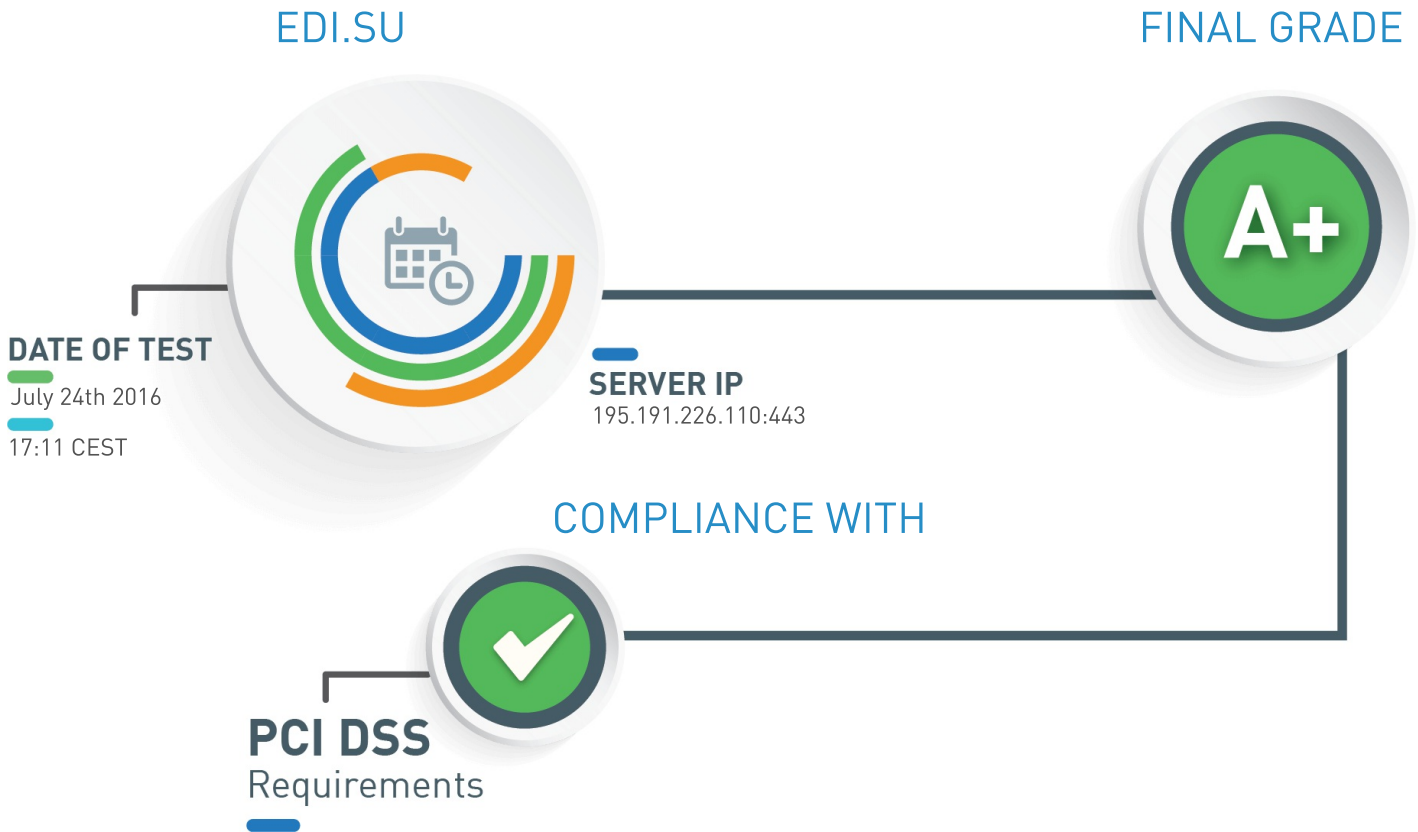 EDI.SU
FINAL GRADE
A+
DATE OF TEST
July 24th 2016
17:11 CEST
SERVER IP
195.191.226.110:443
COMPLIANCE WITH
PCI DSS
Requirements